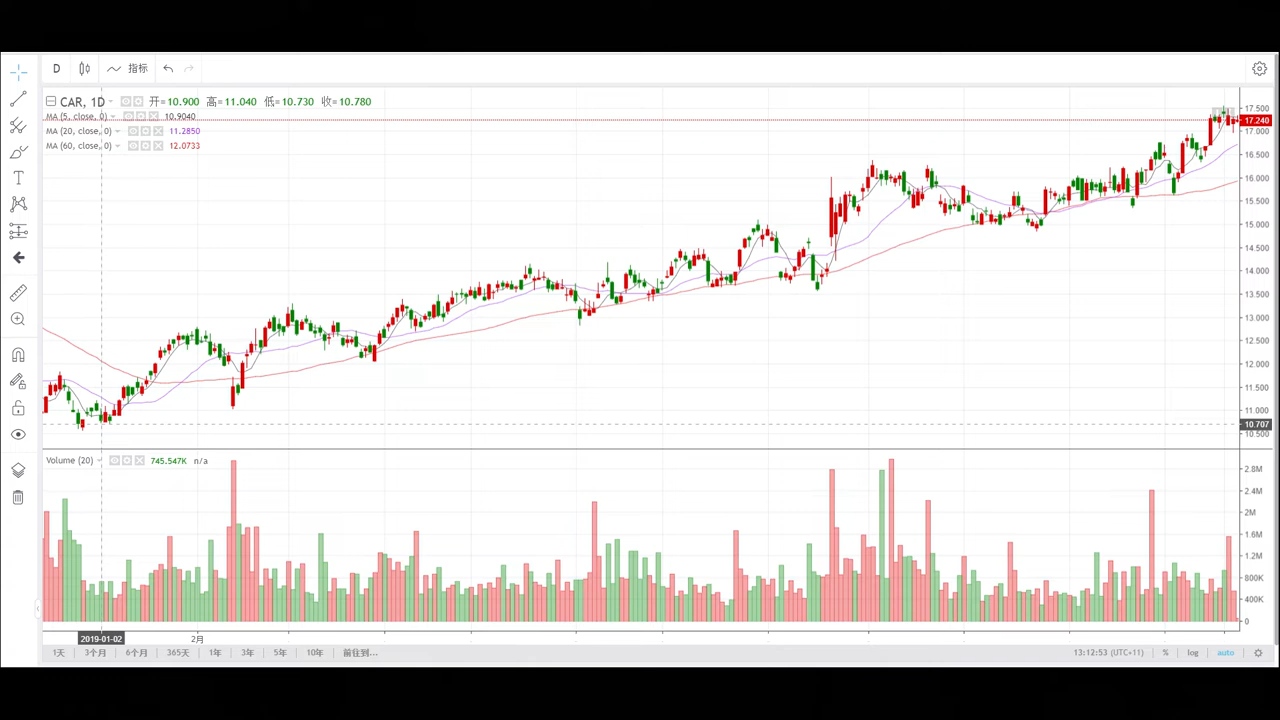 D 指标
CAR, 1D 开=10.900 高=11.040 低=10.730 收=10.780
MA (5, close, 0) 10.9040
MA (20, close, 0) 11.2850
MA (60, close, 0) 12.0733
17.500
17.240
17.000
16.500
16.000
15.500
15.000
14.500
14.000
13.500
13.000
12.500
12.000
11.500
11.000
10.707
10.500
Volume (20) 745.547K n/a
2.8M
2.4M
2M
1.6M
1.2M
800K
400K
0
2019-01-02 2月
1天 3个月 6个月 365天 1年 3年 5年 10年 前往到... 13:12:53 (UTC+11) % log auto